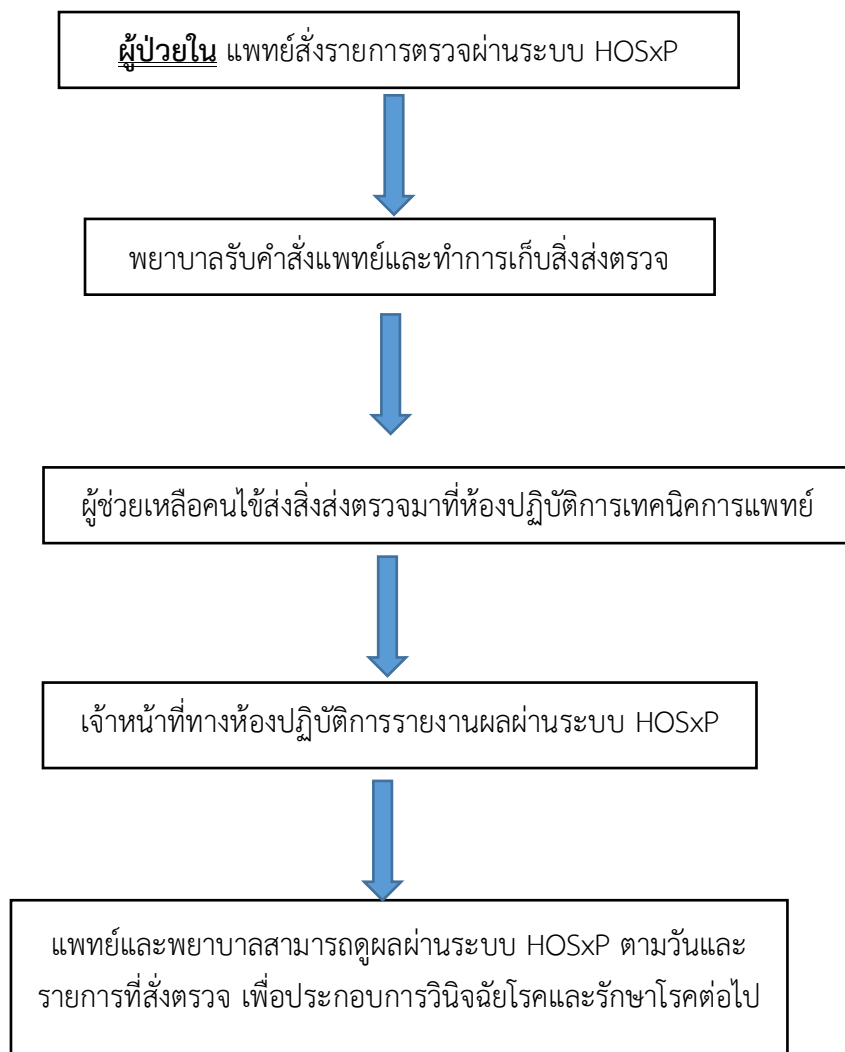 ผู้ป่วยใน แพทย์สั่งรายการตรวจผ่านระบบ HOSxP
พยาบาลรับคำสั่งแพทย์และทำการเก็บสิ่งส่งตรวจ
ผู้ช่วยเหลือคนไข้ส่งสิ่งส่งตรวจมาที่ห้องปฏิบัติการเทคนิคการแพทย์
เจ้าหน้าที่ทางห้องปฏิบัติการรายงานผลผ่านระบบ HOSxP
แพทย์และพยาบาลสามารถดูผลผ่านระบบ HOSxP ตามวันและ
รายการที่สั่งตรวจ เพื่อประกอบการวินิจฉัยโรคและรักษาโรคต่อไป